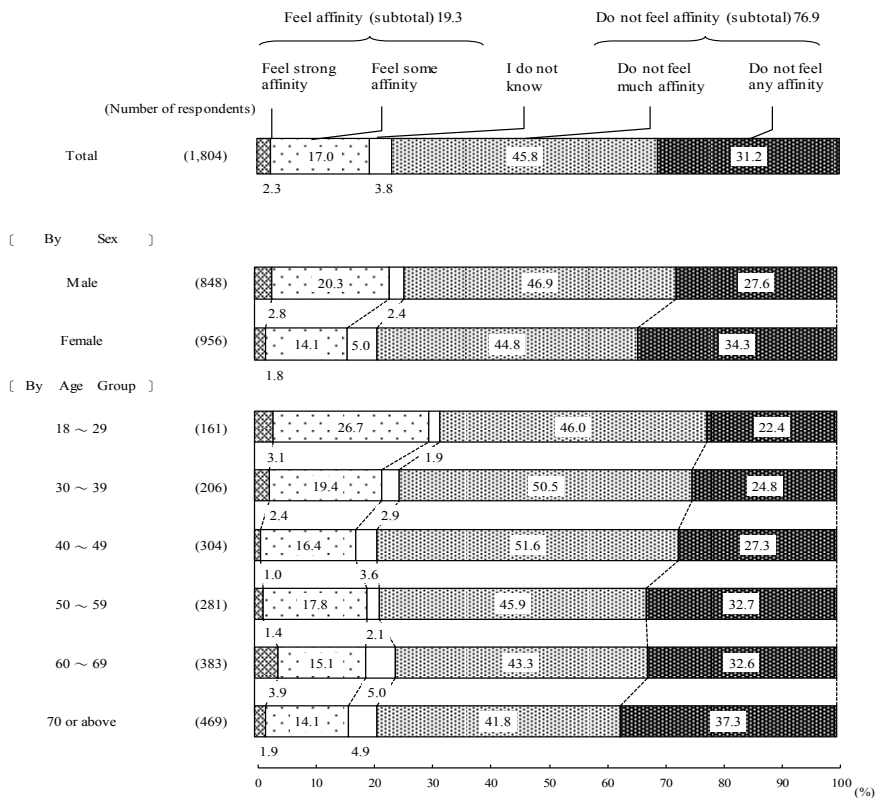 Feel affinity (subtotal) 19.3 Do not feel affinity (subtotal) 76.9
Feel strong affinity Feel some affinity I do not know Do not feel much affinity Do not feel any affinity
(Number of respondents)
Total (1,804) 17.0 45.8 31.2
2.3 3.8
〔 By Sex 〕
Male (848) 20.3 46.9 27.6
2.8 2.4
Female (956) 14.1 5.0 44.8 34.3
1.8
〔 By Age Group 〕
18 ～ 29 (161) 26.7 46.0 22.4
3.1 1.9
30 ～ 39 (206) 19.4 50.5 24.8
2.4 2.9
40 ～ 49 (304) 16.4 51.6 27.3
1.0 3.6
50 ～ 59 (281) 17.8 45.9 32.7
1.4 2.1
60 ～ 69 (383) 15.1 43.3 32.6
3.9 5.0
70 or above (469) 14.1 41.8 37.3
1.9 4.9
0 10 20 30 40 50 60 70 80 90 100
(%)